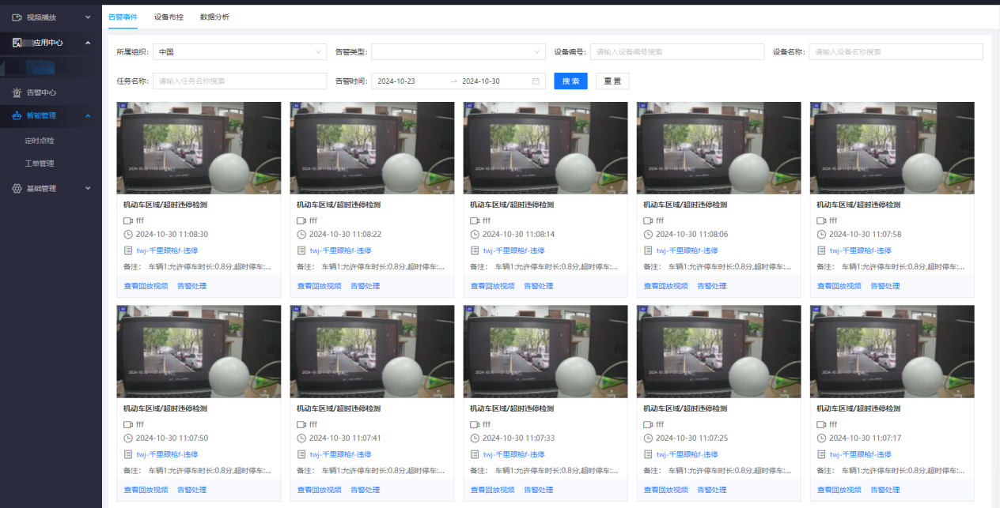 视频播放
应用中心
告警中心
智能管理
定时点检
工单管理
基础管理
告警事件 设备布控 数据分析
所属组织: 中国 告警类型: 设备编号: 请输入设备编号搜索 设备名称: 请输入设备名称搜索
任务名称: 请输入任务名称搜索 告警时间: 2024-10-23 → 2024-10-30 搜索 重置
机动车区域/超时违停检测 机动车区域/超时违停检测 机动车区域/超时违停检测 机动车区域/超时违停检测 机动车区域/超时违停检测
fff fff fff fff fff
2024-10-30 11:08:30 2024-10-30 11:08:22 2024-10-30 11:08:14 2024-10-30 11:08:06 2024-10-30 11:07:58
twj-千里眼枪f-违停 twj-千里眼枪f-违停 twj-千里眼枪f-违停 twj-千里眼枪f-违停 twj-千里眼枪f-违停
备注: 车辆1:允许停车时长:0.8分,超时停车:... 备注: 车辆1:允许停车时长:0.8分,超时停车:... 备注: 车辆1:允许停车时长:0.8分,超时停车:... 备注: 车辆1:允许停车时长:0.8分,超时停车:... 备注: 车辆1:允许停车时长:0.8分,超时停车:...
查看回放视频 告警处理 查看回放视频 告警处理 查看回放视频 告警处理 查看回放视频 告警处理 查看回放视频 告警处理
机动车区域/超时违停检测 机动车区域/超时违停检测 机动车区域/超时违停检测 机动车区域/超时违停检测 机动车区域/超时违停检测
fff fff fff fff fff
2024-10-30 11:07:50 2024-10-30 11:07:41 2024-10-30 11:07:33 2024-10-30 11:07:25 2024-10-30 11:07:17
twj-千里眼枪f-违停 twj-千里眼枪f-违停 twj-千里眼枪f-违停 twj-千里眼枪f-违停 twj-千里眼枪f-违停
备注: 车辆1:允许停车时长:0.8分,超时停车:... 备注: 车辆1:允许停车时长:0.8分,超时停车:... 备注: 车辆1:允许停车时长:0.8分,超时停车:... 备注: 车辆1:允许停车时长:0.8分,超时停车:... 备注: 车辆1:允许停车时长:0.8分,超时停车:...
查看回放视频 告警处理 查看回放视频 告警处理 查看回放视频 告警处理 查看回放视频 告警处理 查看回放视频 告警处理